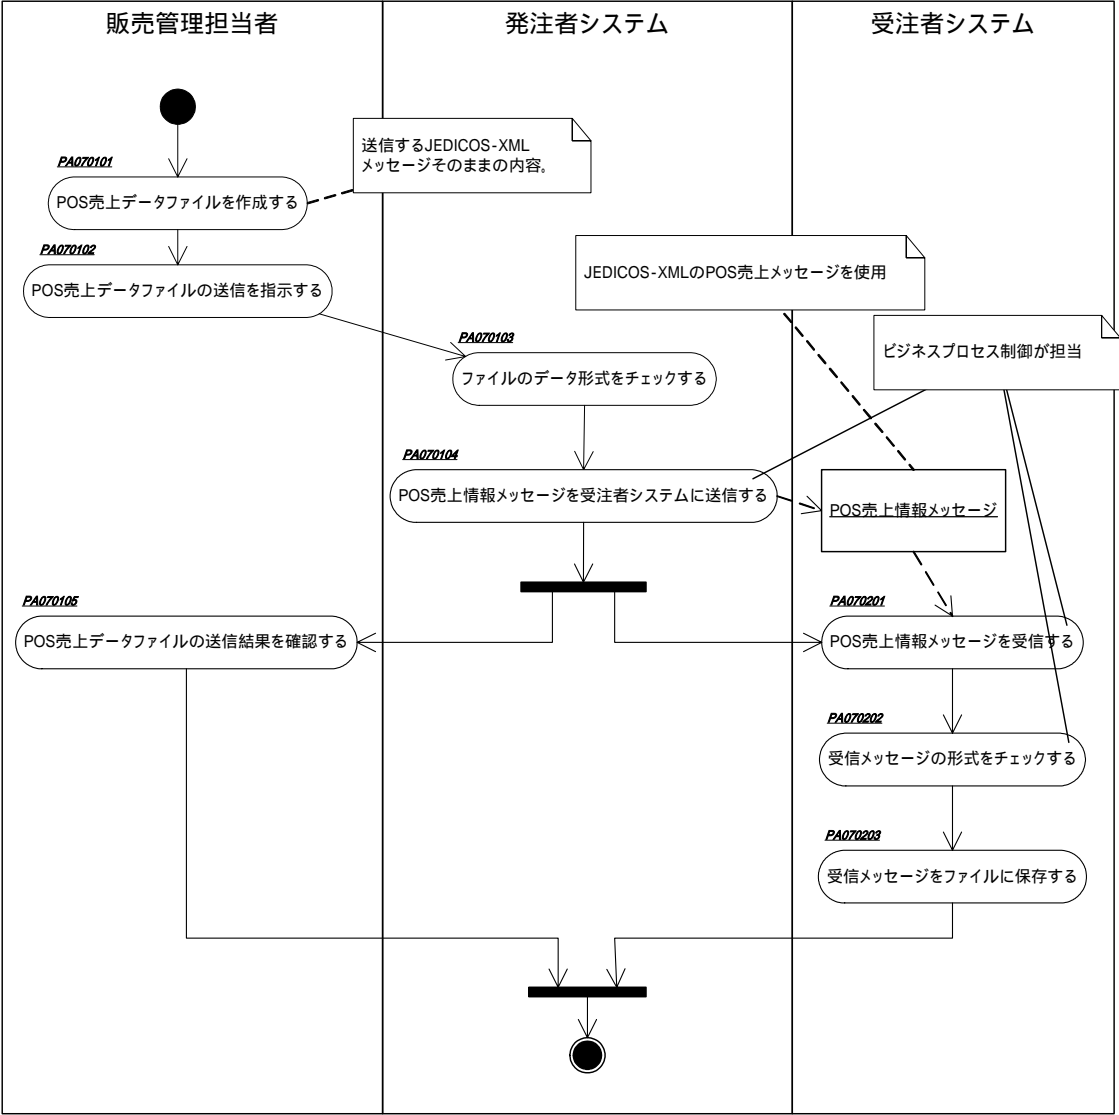 販売管理担当者
発注者システム
受注者システム
送信するJEDICOS-XML
メッセージそのままの内容。
PA070101
POS売上データファイルを作成する
PA070102
POS売上データファイルの送信を指示する
JEDICOS-XMLのPOS売上メッセージを使用
PA070103
ファイルのデータ形式をチェックする
ビジネスプロセス制御が担当
PA070104
POS売上情報メッセージを受注者システムに送信する
POS売上情報メッセージ
PA070105
POS売上データファイルの送信結果を確認する
PA070201
POS売上情報メッセージを受信する
PA070202
受信メッセージの形式をチェックする
PA070203
受信メッセージをファイルに保存する